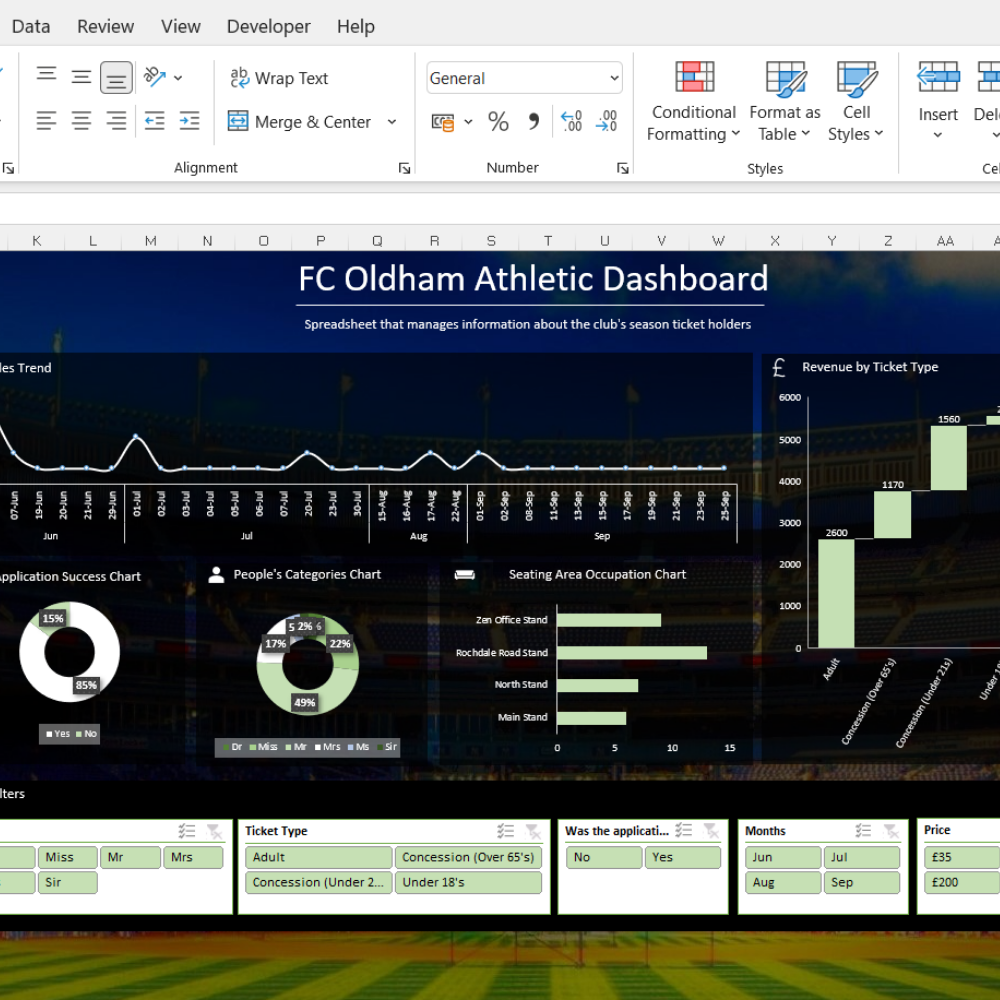 Data Review View Developer Help
Wrap Text
General
Merge & Center
Conditional Formatting
Format as Table
Cell Styles
Insert
Alignment
Number
Styles
K L M N O P Q R S T U V W X Y Z AA
FC Oldham Athletic Dashboard
Spreadsheet that manages information about the club's season ticket holders
Trend
07-Jun 19-Jun 20-Jun 21-Jun 29-Jun 01-Jul 02-Jul 03-Jul 04-Jul 05-Jul 06-Jul 07-Jul 20-Jul 23-Jul 30-Jul 15-Aug 16-Aug 17-Aug 22-Aug 01-Sep 02-Sep 08-Sep 11-Sep 13-Sep 15-Sep 17-Sep 19-Sep 21-Sep 23-Sep 25-Sep
Jun Jul Aug Sep
£ Revenue by Ticket Type
6000
5000
4000
3000
2000
1000
0
2600
1170
1560
Adult
Concession (Over 65's)
Concession (Under 21s)
Application Success Chart
15%
85%
Yes No
People's Categories Chart
2%
17%
22%
49%
Dr Miss Mr Mrs Ms Sir
Seating Area Occupation Chart
Zen Office Stand
Rochdale Road Stand
North Stand
Main Stand
0 5 10 15
Miss Mr Mrs
Sir
Ticket Type
Adult Concession (Over 65's)
Concession (Under 2... Under 18's
Was the applicati...
No Yes
Months
Jun Jul
Aug Sep
Price
£35
£200